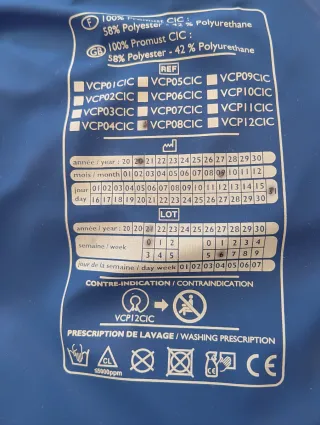 F 100% Promust CIC :
58% Polyester - 42 % Polyurethane
GB 100% Promust CIC :
58% Polyester - 42 % Polyurethane
REF
VCP01CIC VCP05CIC VCP09CIC
VCP02CIC VCP06CIC VCP10CIC
VCP03CIC VCP07CIC VCP11CIC
VCP04CIC VCP08CIC VCP12CIC
année / year : 20 21 22 23 24 25 26 27 28 29 30
mois / month 01 02 03 04 05 06 07 08 10 11 12
jour 01 02 03 04 05 06 07 08 09 10 11 12 13 14 15
day 16 17 18 19 20 21 22 23 24 25 26 27 28 29 30
LOT
année / year : 20 22 23 24 25 26 27 28 29 30
semaine / week 0 1 2 0 1 2 3 4
3 4 5 5 6 7 8 9
jour de la semaine / day week 01 02 03 04 05 06 07
CONTRE-INDICATION / CONTRAINDICATION
VCP12CIC
PRESCRIPTION DE LAVAGE / WASHING PRESCRIPTION
CL
50000ppm
CE